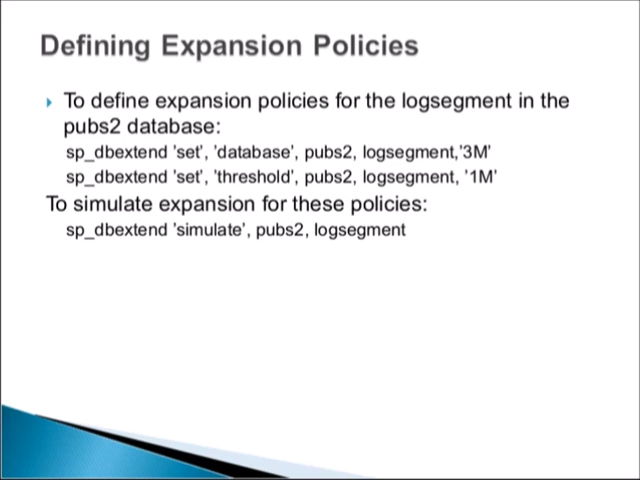 Defining Expansion Policies
To define expansion policies for the logsegment in the
pubs2 database:
sp_dbextend 'set', 'database', pubs2, logsegment,'3M'
sp_dbextend 'set', 'threshold', pubs2, logsegment, '1M'
To simulate expansion for these policies:
sp_dbextend 'simulate', pubs2, logsegment